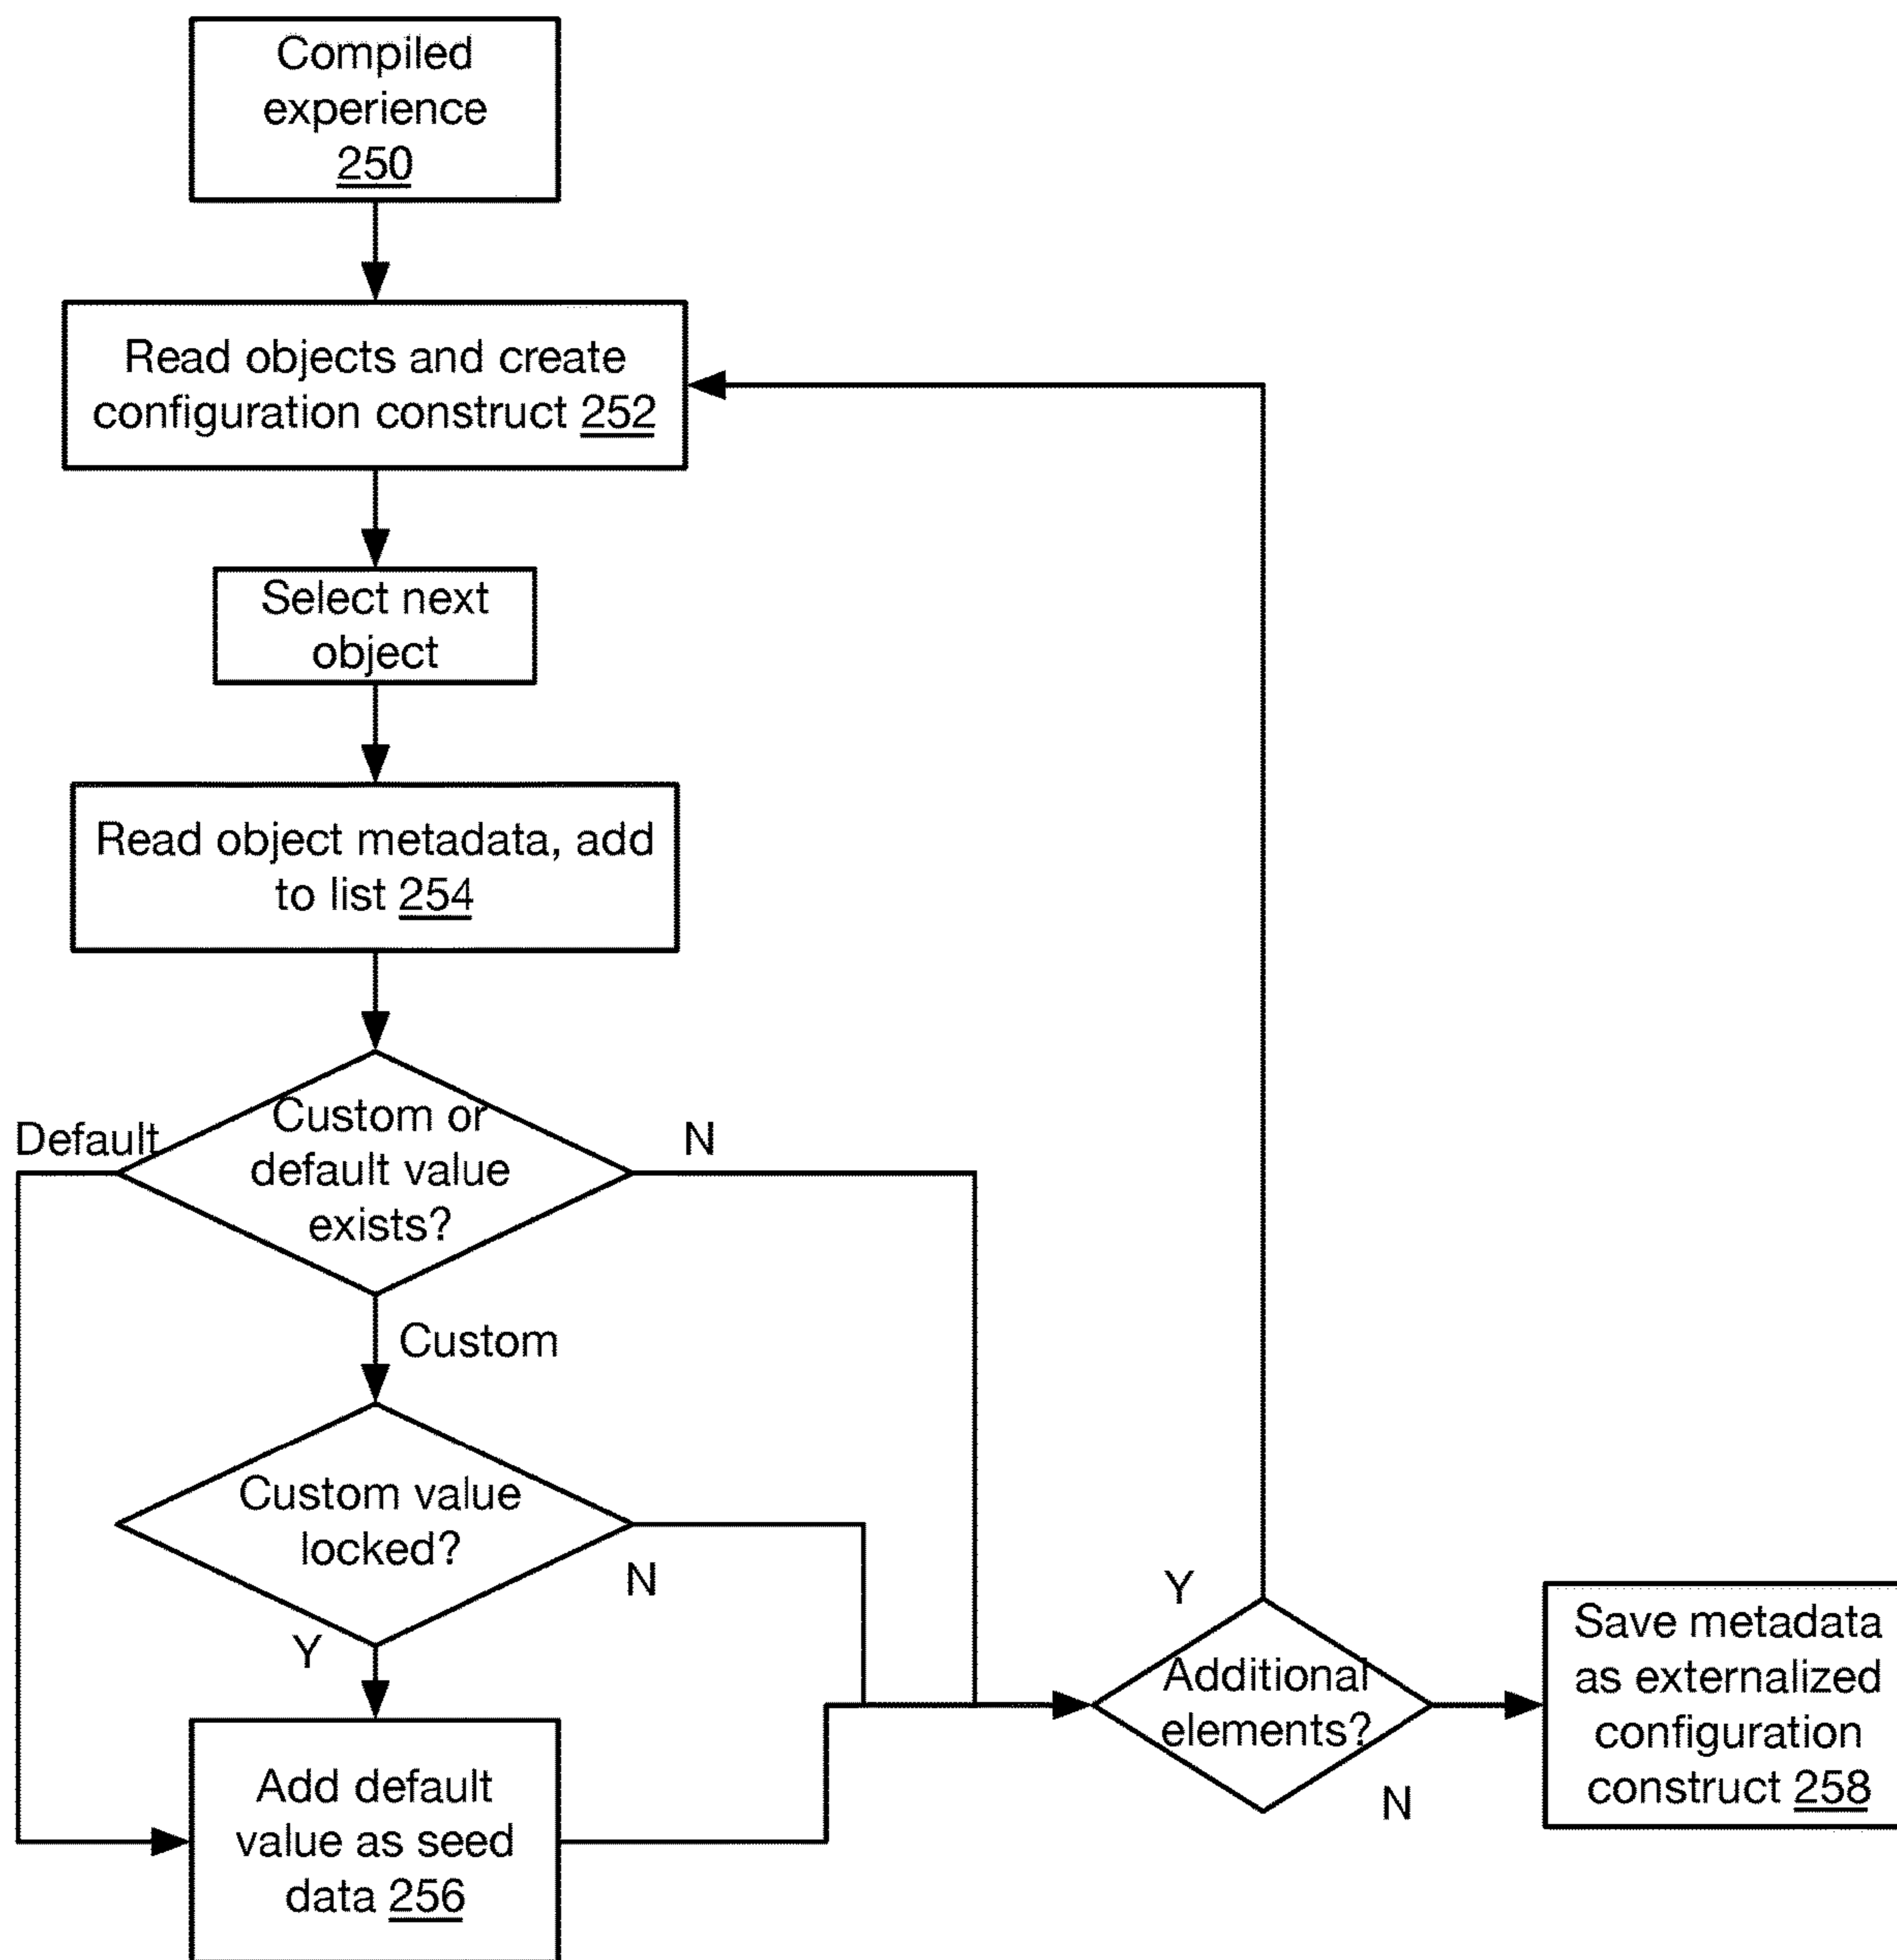 Compiled
experience
250
Read objects and create
configuration construct 252
Select next
object
Read object metadata, add
to list 254
Custom or
default value
exists?
Default
N
Custom
Custom value
locked?
N
Y
Add default
value as seed
data 256
Y
Additional
elements?
N
Save metadata
as externalized
configuration
construct 258